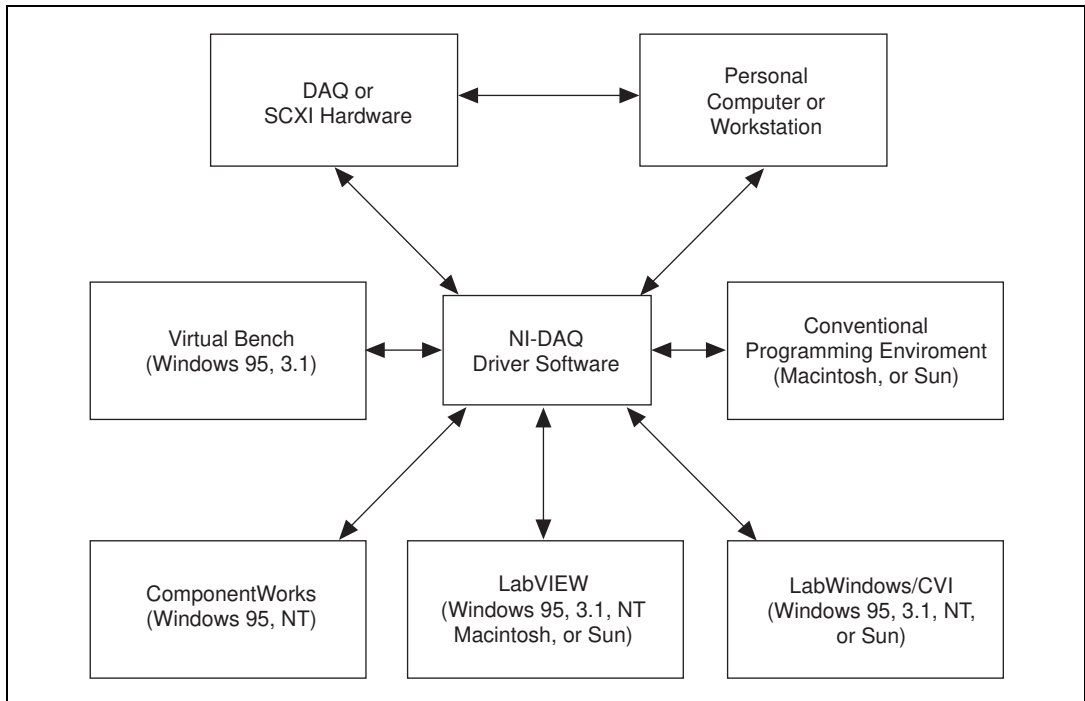 DAQ or
SCXI Hardware
Personal
Computer or
Workstation
Virtual Bench
(Windows 95, 3.1)
NI-DAQ
Driver Software
Conventional
Programming Enviroment
(Macintosh, or Sun)
ComponentWorks
(Windows 95, NT)
LabVIEW
(Windows 95, 3.1, NT
Macintosh, or Sun)
LabWindows/CVI
(Windows 95, 3.1, NT,
or Sun)